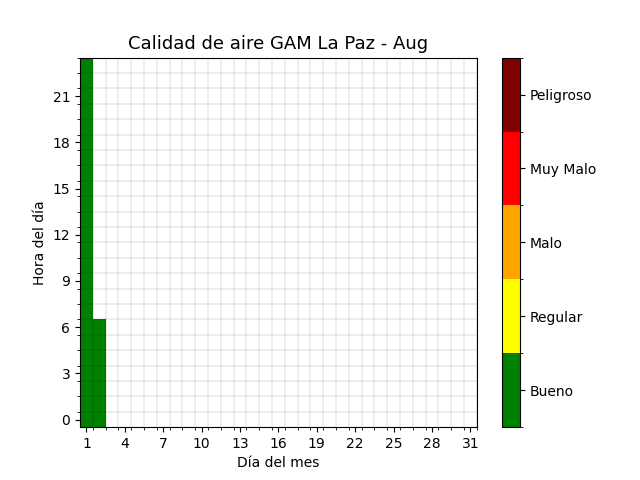 Calidad de aire GAM La Paz - Aug
Hora del día
21
18
15
12
9
6
3
0
1 4 7 10 13 16 19 22 25 28 31
Día del mes
Peligroso
Muy Malo
Malo
Regular
Bueno